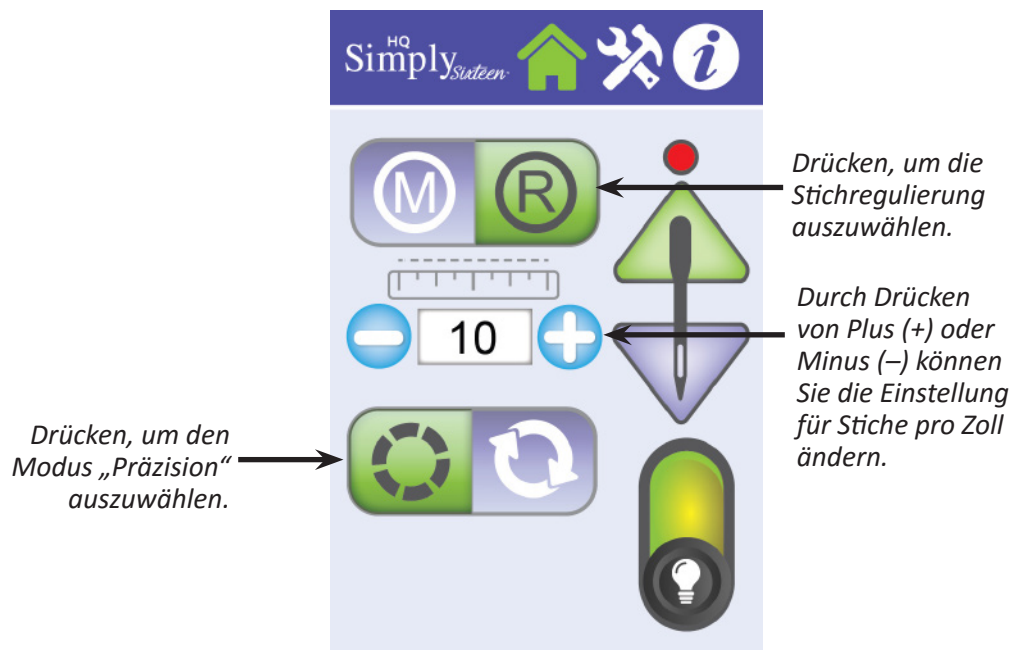 HQ
Simply Sixteen
i
M R
Drücken, um die
Stichregulierung
auszuwählen.
10
Durch Drücken
von Plus (+) oder
Minus (–) können
Sie die Einstellung
für Stiche pro Zoll
ändern.
Drücken, um den
Modus „Präzision“
auszuwählen.